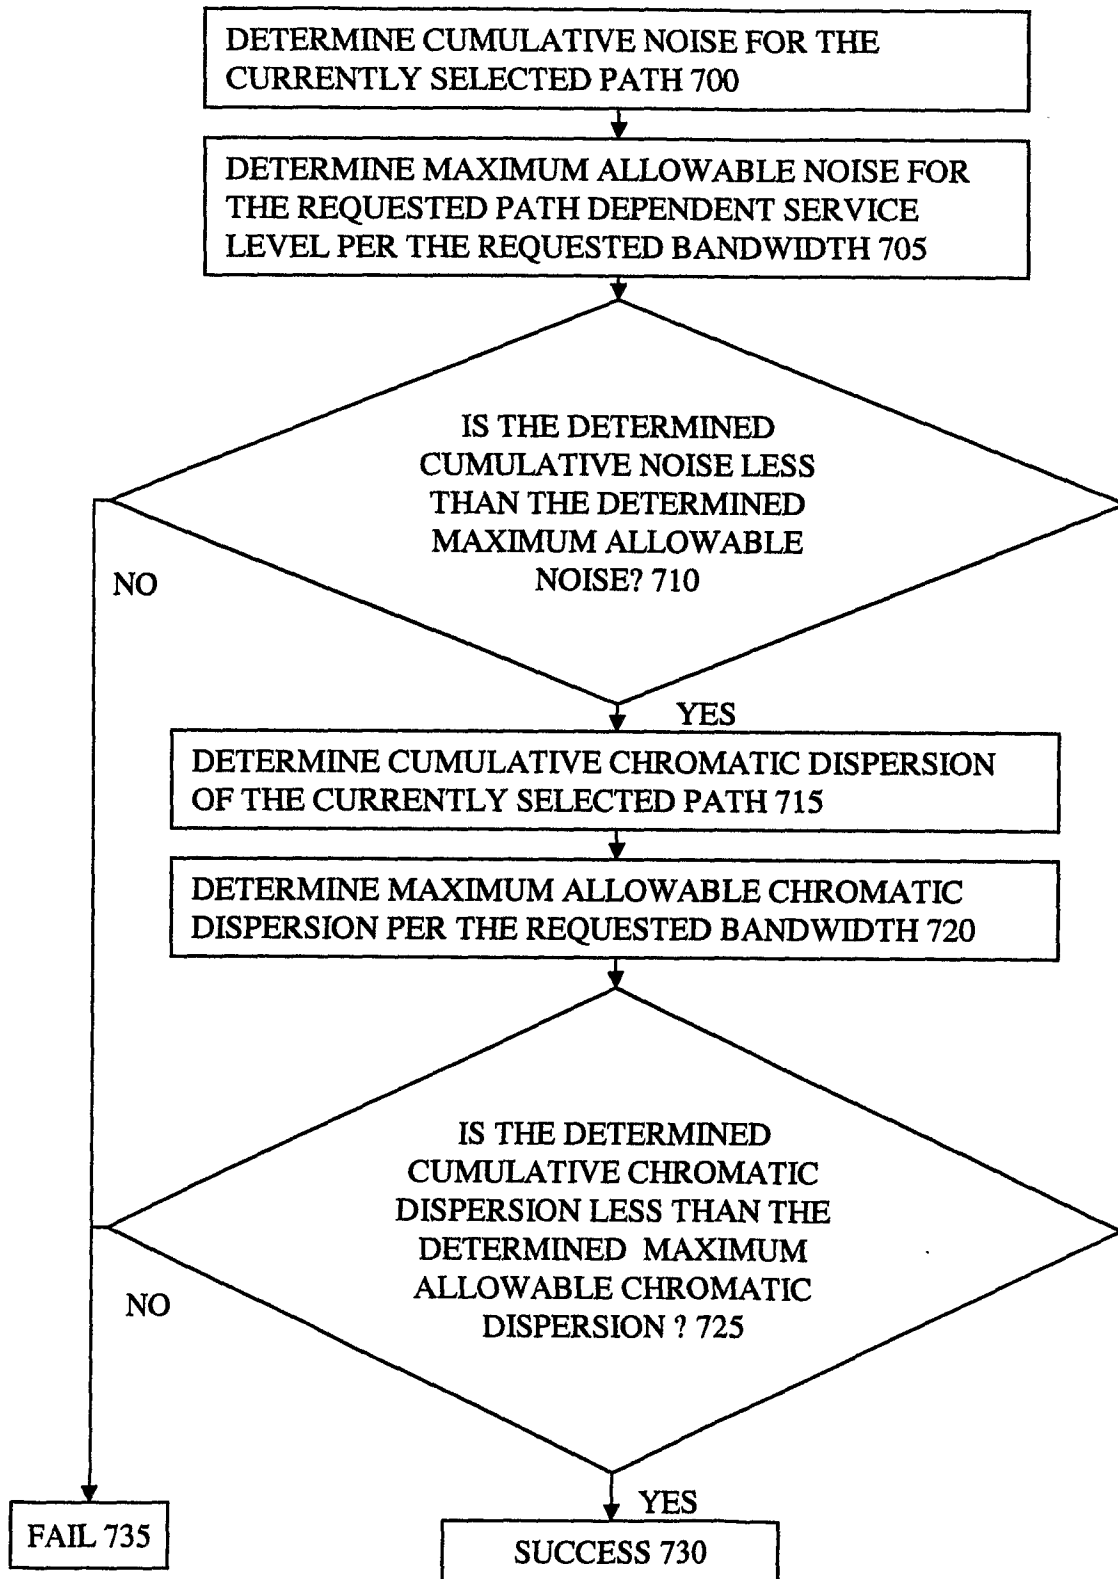 DETERMINE CUMULATIVE NOISE FOR THE
CURRENTLY SELECTED PATH 700
DETERMINE MAXIMUM ALLOWABLE NOISE FOR
THE REQUESTED PATH DEPENDENT SERVICE
LEVEL PER THE REQUESTED BANDWIDTH 705
IS THE DETERMINED
CUMULATIVE NOISE LESS
THAN THE DETERMINED
MAXIMUM ALLOWABLE
NOISE? 710
NO
YES
DETERMINE CUMULATIVE CHROMATIC DISPERSION
OF THE CURRENTLY SELECTED PATH 715
DETERMINE MAXIMUM ALLOWABLE CHROMATIC
DISPERSION PER THE REQUESTED BANDWIDTH 720
IS THE DETERMINED
CUMULATIVE CHROMATIC
DISPERSION LESS THAN THE
DETERMINED MAXIMUM
ALLOWABLE CHROMATIC
DISPERSION ? 725
NO
YES
FAIL 735
SUCCESS 730